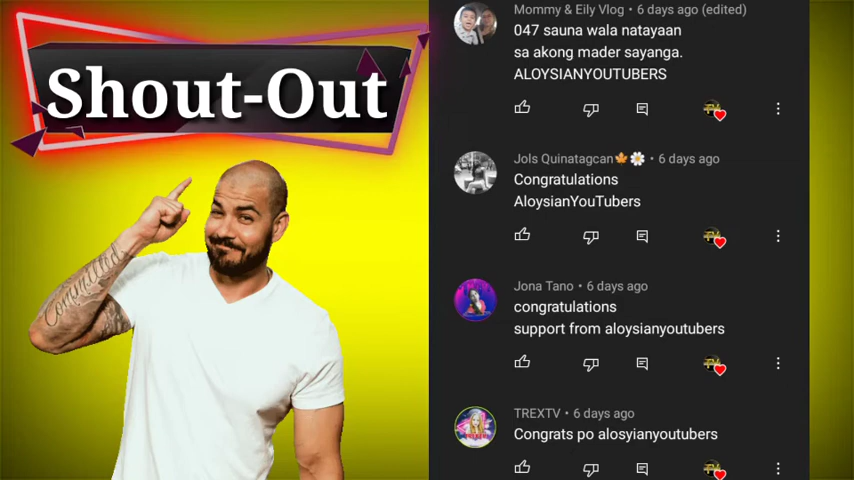 Shout-Out
Committed
Mommy & Eily Vlog • 6 days ago (edited)
047 sauna wala natayaan
sa akong mader sayanga.
ALOYSIANYOUTUBERS
Jols Quinatagcan🍁🌼 • 6 days ago
Congratulations
AloysianYouTubers
Jona Tano • 6 days ago
congratulations
support from aloysianyoutubers
TREXTV • 6 days ago
Congrats po alosyianyoutubers